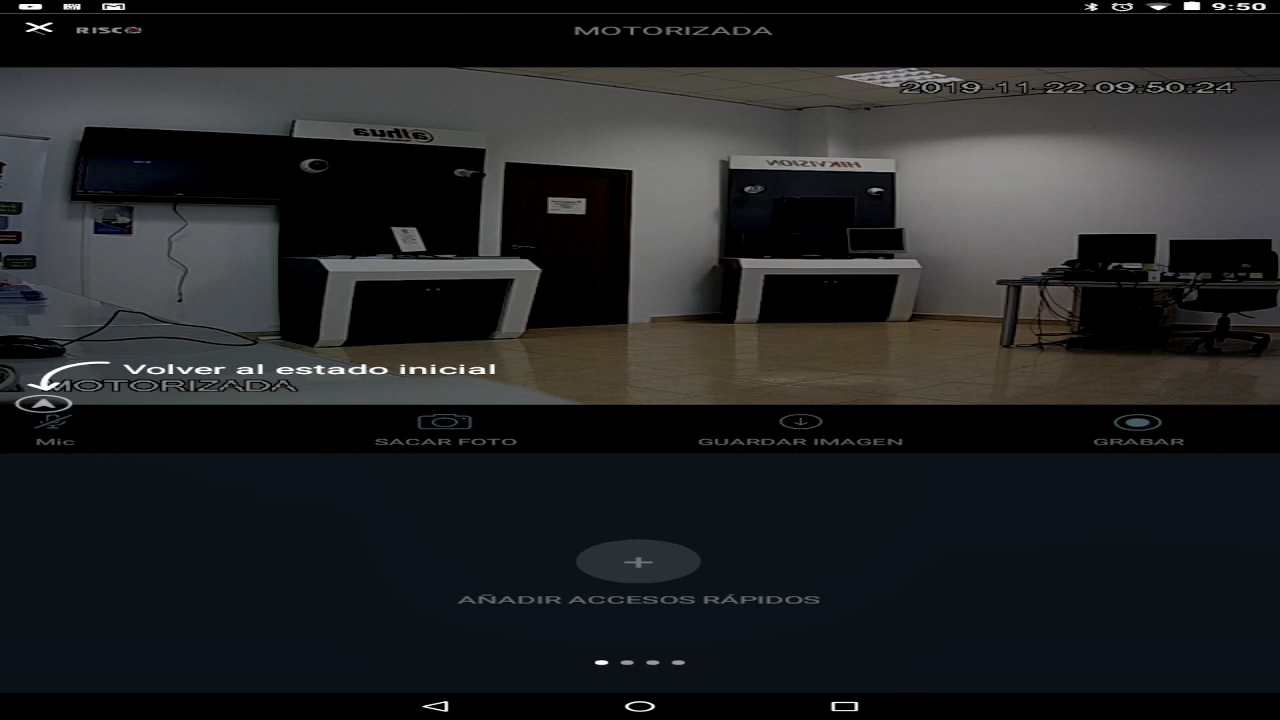 9:50
RISCO
MOTORIZADA
2019-11-22 09:50:24
alhua
HIKVISION
Volver al estado inicial
MOTORIZADA
Mic
SACAR FOTO
GUARDAR IMAGEN
GRABAR
+
AÑADIR ACCESOS RÁPIDOS